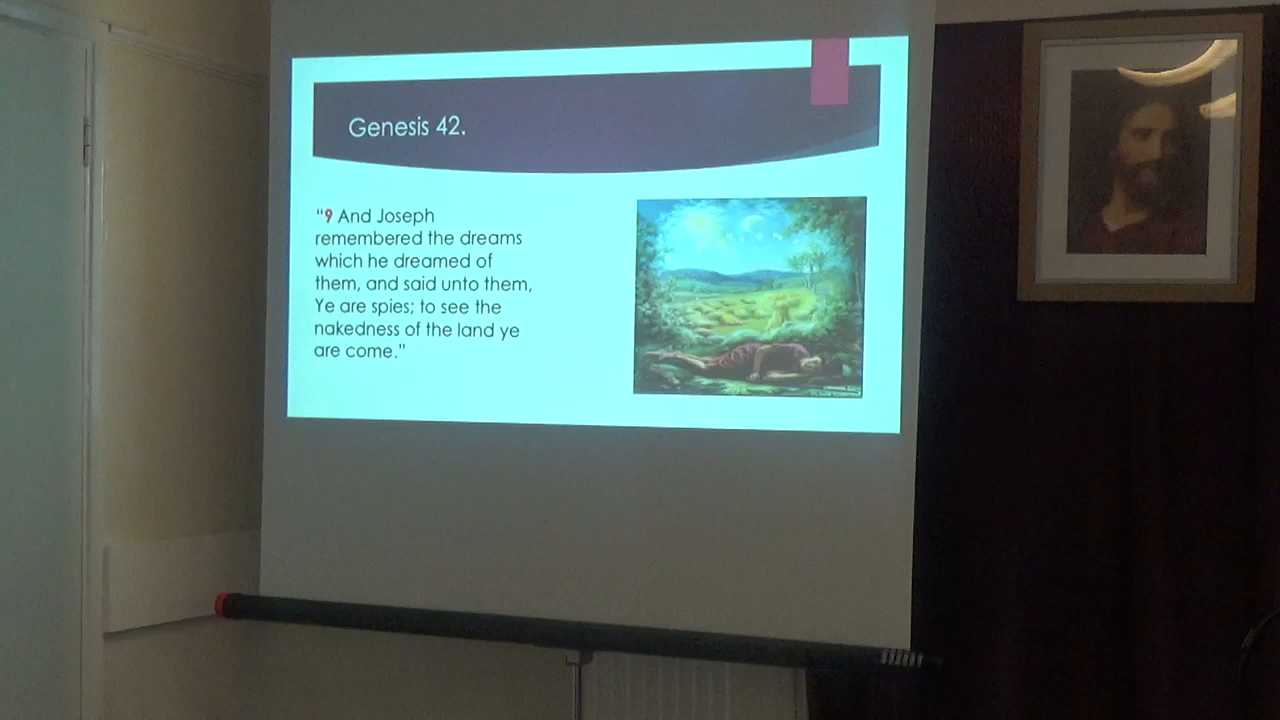 Genesis 42.
"9 And Joseph
remembered the dreams
which he dreamed of
them, and said unto them,
Ye are spies; to see the
nakedness of the land ye
are come."